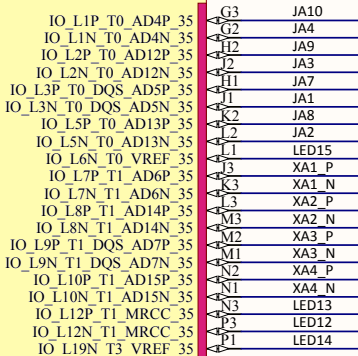 IO_L1P_T0_AD4P_35 G3 JA10
IO_L1N_T0_AD4N_35 G2 JA4
IO_L2P_T0_AD12P_35 H2 JA9
IO_L2N_T0_AD12N_35 J2 JA3
IO_L3P_T0_DQS_AD5P_35 H1 JA7
IO_L3N_T0_DQS_AD5N_35 J1 JA1
IO_L5P_T0_AD13P_35 K2 JA8
IO_L5N_T0_AD13N_35 L2 JA2
IO_L6N_T0_VREF_35 L1 LED15
IO_L7P_T1_AD6P_35 J3 XA1_P
IO_L7N_T1_AD6N_35 K3 XA1_N
IO_L8P_T1_AD14P_35 L3 XA2_P
IO_L8N_T1_AD14N_35 M3 XA2_N
IO_L9P_T1_DQS_AD7P_35 M2 XA3_P
IO_L9N_T1_DQS_AD7N_35 M1 XA3_N
IO_L10P_T1_AD15P_35 N2 XA4_P
IO_L10N_T1_AD15N_35 N1 XA4_N
IO_L12P_T1_MRCC_35 N3 LED13
IO_L12N_T1_MRCC_35 P3 LED12
IO_L19N_T3_VREF_35 P1 LED14